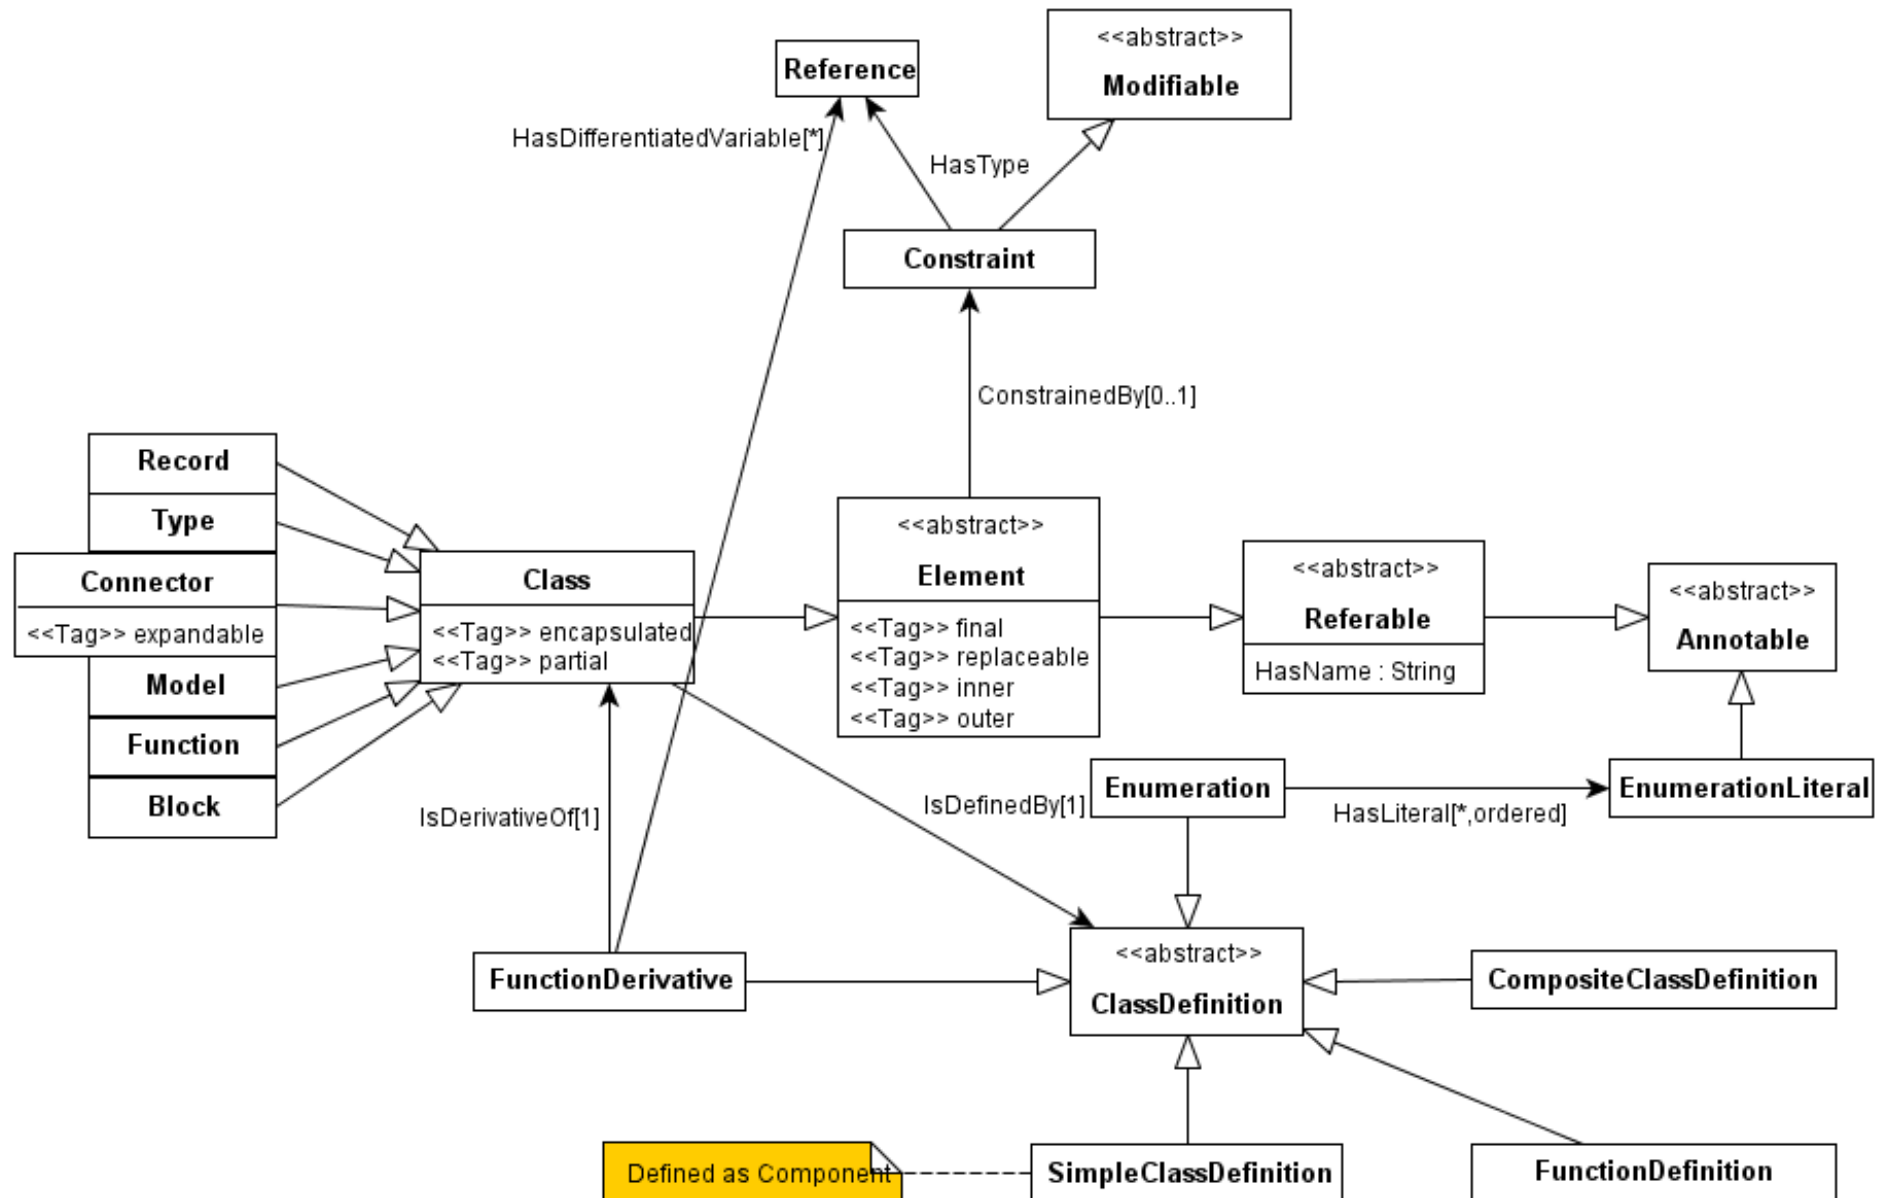 <<abstract>>
Modifiable
Reference
HasDifferentiatedVariable[*]
HasType
Constraint
ConstrainedBy[0..1]
Record
Type
Connector
<<Tag>> expandable
Model
Function
Block
Class
<<Tag>> encapsulated
<<Tag>> partial
<<abstract>>
Element
<<Tag>> final
<<Tag>> replaceable
<<Tag>> inner
<<Tag>> outer
<<abstract>>
Referable
HasName : String
<<abstract>>
Annotable
IsDerivativeOf[1]
IsDefinedBy[1]
Enumeration
HasLiteral[*,ordered]
EnumerationLiteral
FunctionDerivative
<<abstract>>
ClassDefinition
CompositeClassDefinition
Defined as Component
SimpleClassDefinition
FunctionDefinition